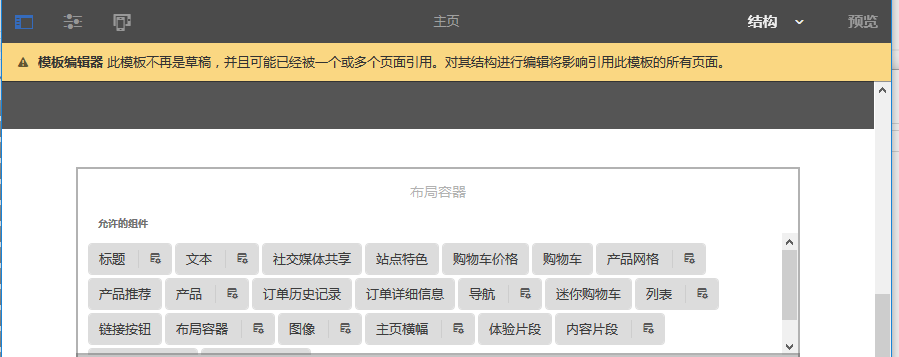 主页 结构 预览
模板编辑器 此模板不再是草稿，并且可能已经被一个或多个页面引用。对其结构进行编辑将影响引用此模板的所有页面。
布局容器
允许的组件
标题 文本 社交媒体共享 站点特色 购物车价格 购物车 产品网格
产品推荐 产品 订单历史记录 订单详细信息 导航 迷你购物车 列表
链接按钮 布局容器 图像 主页横幅 体验片段 内容片段